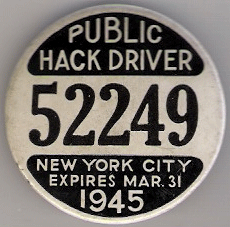 PUBLIC
HACK DRIVER
52249
NEW YORK CITY
EXPIRES MAR. 31
1945